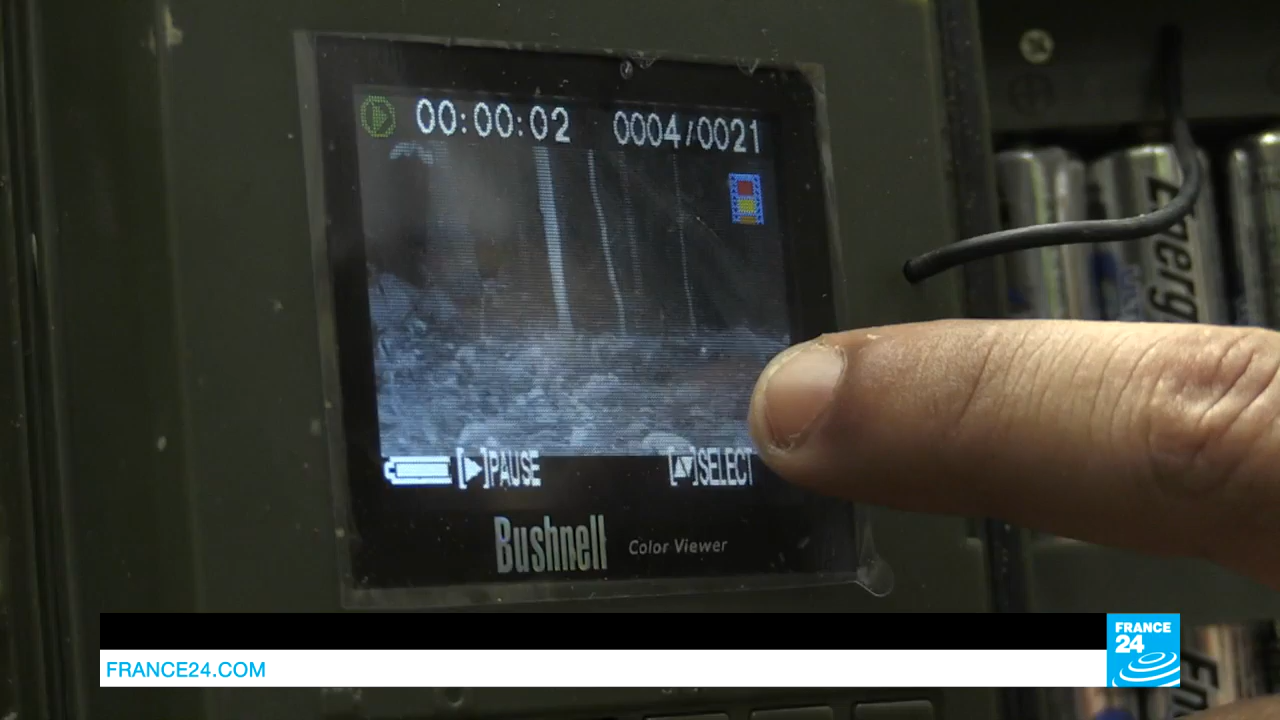 00:00:02 0004/0021
[▶]PAUSE [▲▼]SELECT
Bushnell Color Viewer
Energ
FRANCE24.COM
FRANCE
24